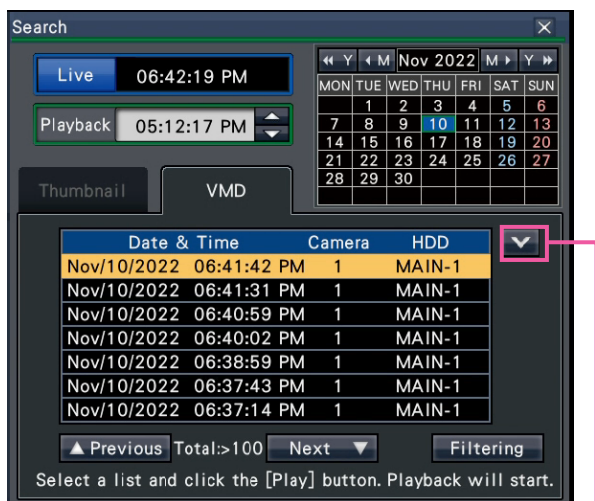 Search
Live 06:42:19 PM
Playback 05:12:17 PM
Y M Nov 2022 M Y
MON TUE WED THU FRI SAT SUN
1 2 3 4 5 6
7 8 9 10 11 12 13
14 15 16 17 18 19 20
21 22 23 24 25 26 27
28 29 30
Thumbnail VMD
Date & Time Camera HDD
Nov/10/2022 06:41:42 PM 1 MAIN-1
Nov/10/2022 06:41:31 PM 1 MAIN-1
Nov/10/2022 06:40:59 PM 1 MAIN-1
Nov/10/2022 06:40:02 PM 1 MAIN-1
Nov/10/2022 06:38:59 PM 1 MAIN-1
Nov/10/2022 06:37:43 PM 1 MAIN-1
Nov/10/2022 06:37:14 PM 1 MAIN-1
▲ Previous Total:>100 Next ▼ Filtering
Select a list and click the [Play] button. Playback will start.